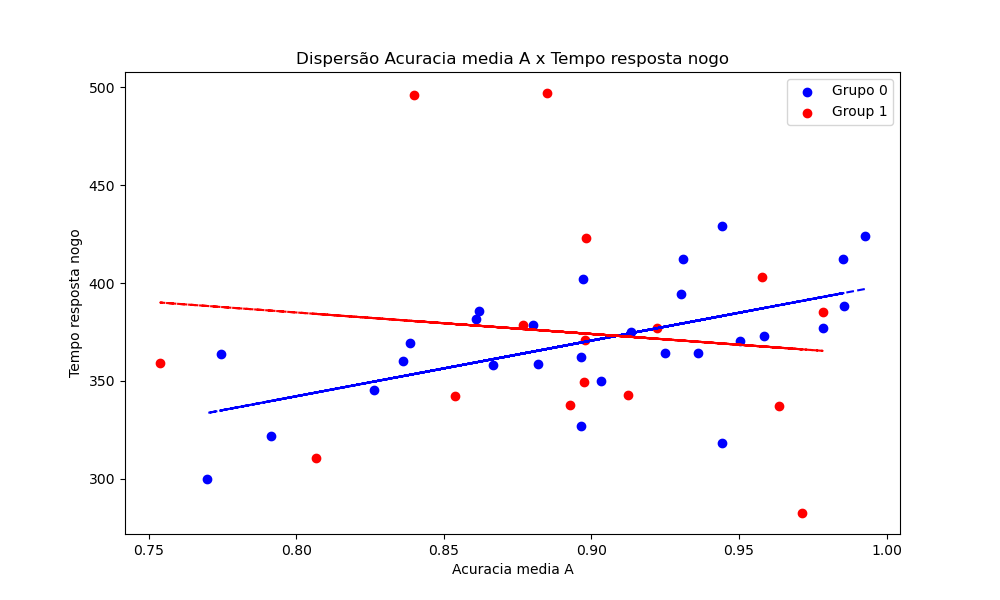 Dispersão Acuracia media A x Tempo resposta nogo
Grupo 0
Group 1
500
450
400
350
300
Tempo resposta nogo
0.75
0.80
0.85
0.90
0.95
1.00
Acuracia media A